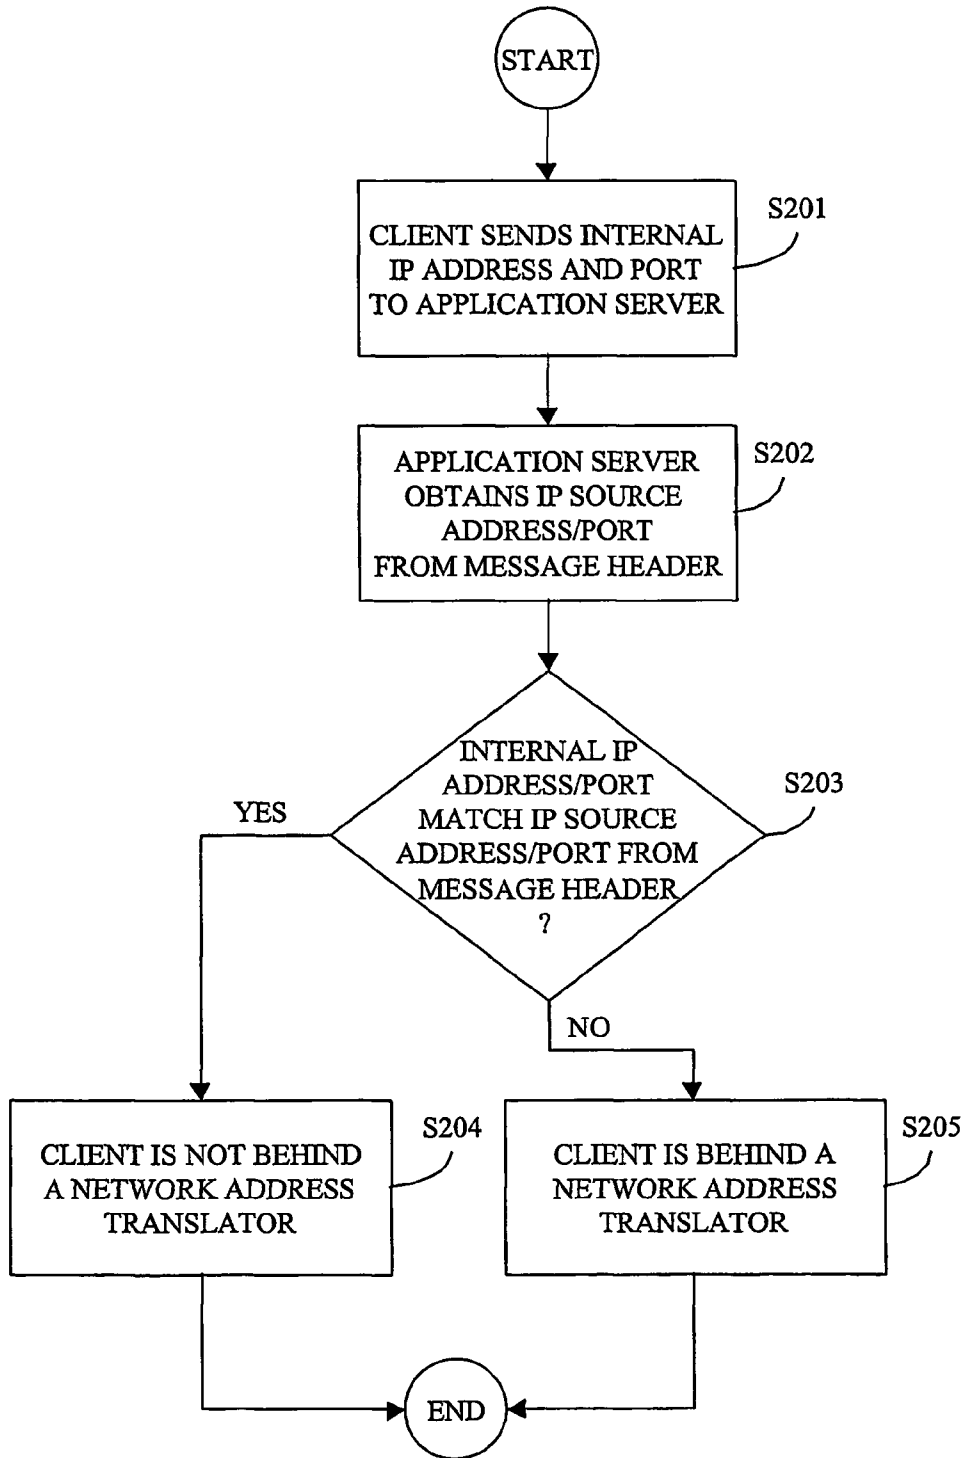 START
S201
CLIENT SENDS INTERNAL
IP ADDRESS AND PORT
TO APPLICATION SERVER
S202
APPLICATION SERVER
OBTAINS IP SOURCE
ADDRESS/PORT
FROM MESSAGE HEADER
S203
INTERNAL IP
ADDRESS/PORT
MATCH IP SOURCE
ADDRESS/PORT FROM
MESSAGE HEADER
?
YES
NO
S204
CLIENT IS NOT BEHIND
A NETWORK ADDRESS
TRANSLATOR
S205
CLIENT IS BEHIND A
NETWORK ADDRESS
TRANSLATOR
END